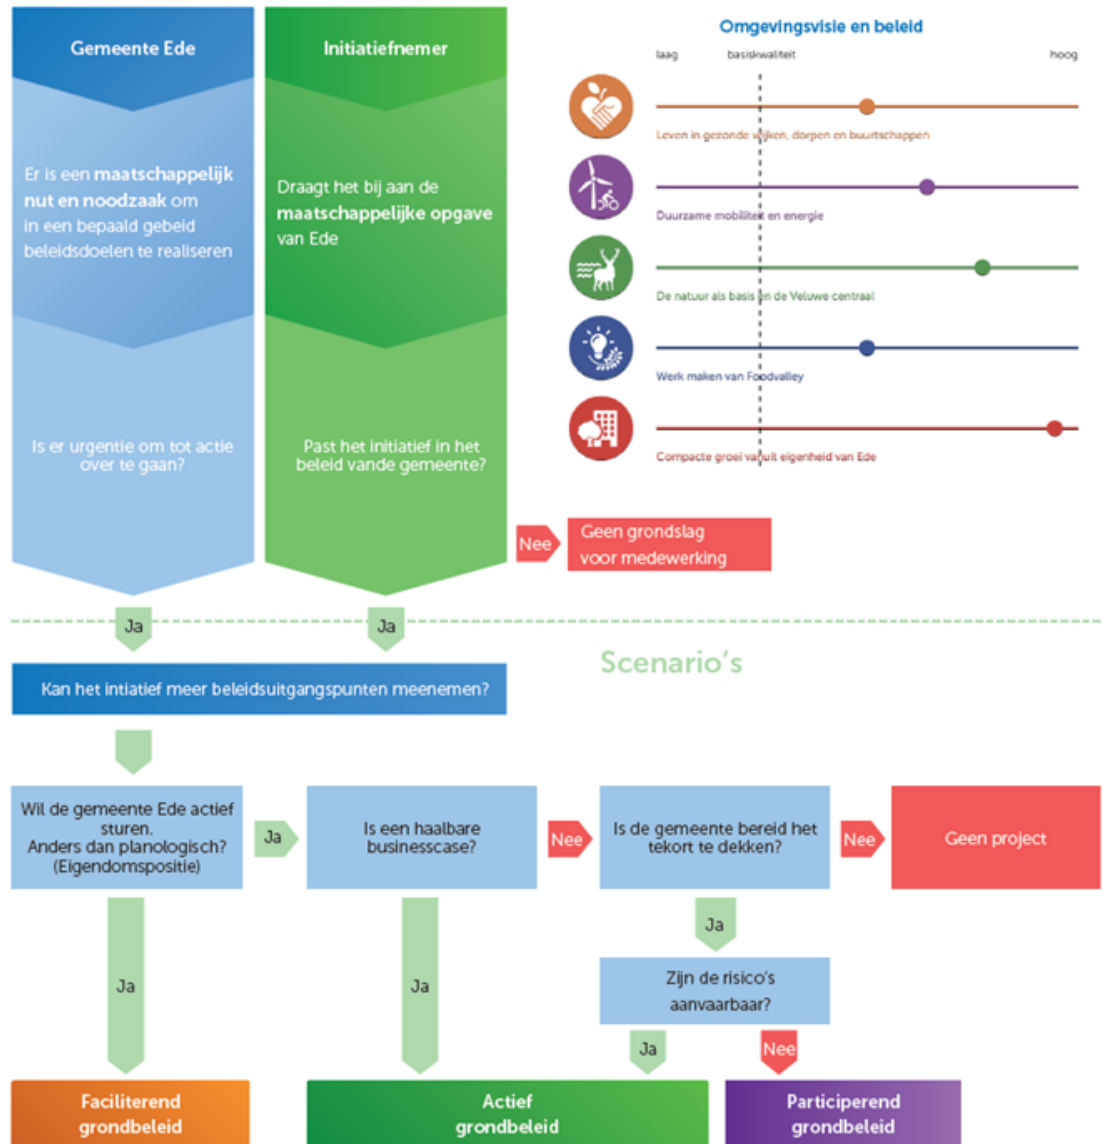 Gemeente Ede
Er is een maatschappelijk
nut en noodzaak om
in een bepaald gebeid
beleidsdoelen te realiseren
Is er urgentie om tot actie
over te gaan?
Initiatiefnemer
Draagt het bij aan de
maatschappelijke opgave
van Ede
Past het initiatief in het
beleid vande gemeente?
Omgevingsvisie en beleid
laag
basiskwaliteit
hoog
Leven in gezonde wijken, dorpen en buurtschappen
Duurzame mobiliteit en energie
De natuur als basis en de Veluwe centraal
Werk maken van Foodvalley
Compacte groei vanuit eigenheid van Ede
Nee
Geen grondslag
voor medewerking
Ja
Ja
Scenario's
Kan het intiatief meer beleidsuitgangspunten meenemen?
Wil de gemeente Ede actief
sturen.
Anders dan planologisch?
(Eigendomspositie)
Ja
Is een haalbare
businesscase?
Nee
Is de gemeente bereid het
tekort te dekken?
Nee
Geen project
Ja
Zijn de risico's
aanvaarbaar?
Ja
Ja
Ja
Nee
Faciliterend
grondbeleid
Actief
grondbeleid
Participerend
grondbeleid